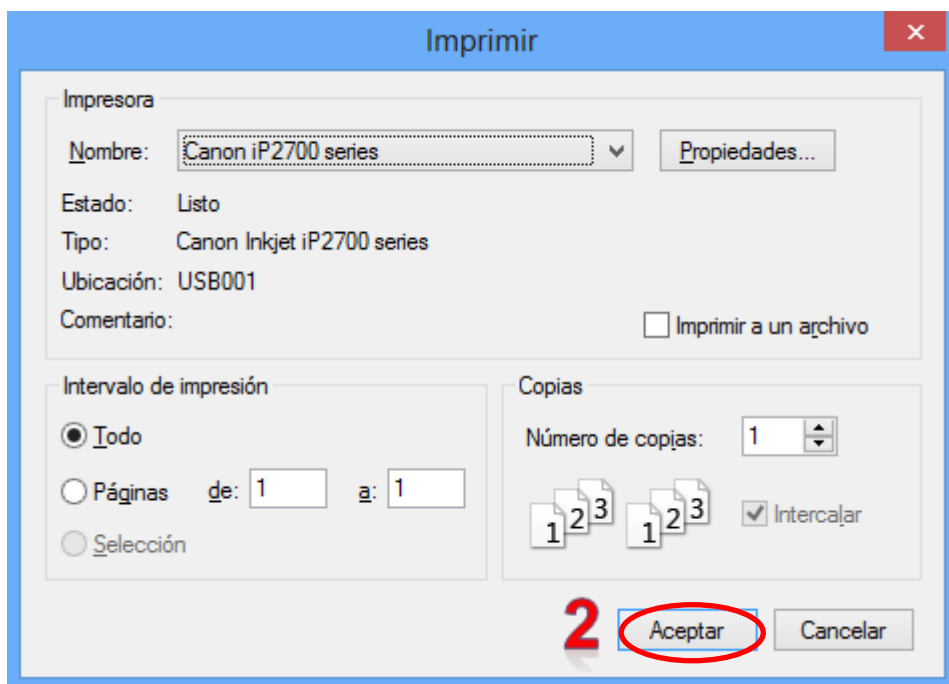 Imprimir
Impresora
Nombre: Canon iP2700 series Propiedades...
Estado: Listo
Tipo: Canon Inkjet iP2700 series
Ubicación: USB001
Comentario: Imprimir a un archivo
Intervalo de impresión
Todo
Páginas de: 1 a: 1
Selección
Copias
Número de copias: 1
1 2 3 1 2 3 Intercalar
2 Aceptar Cancelar